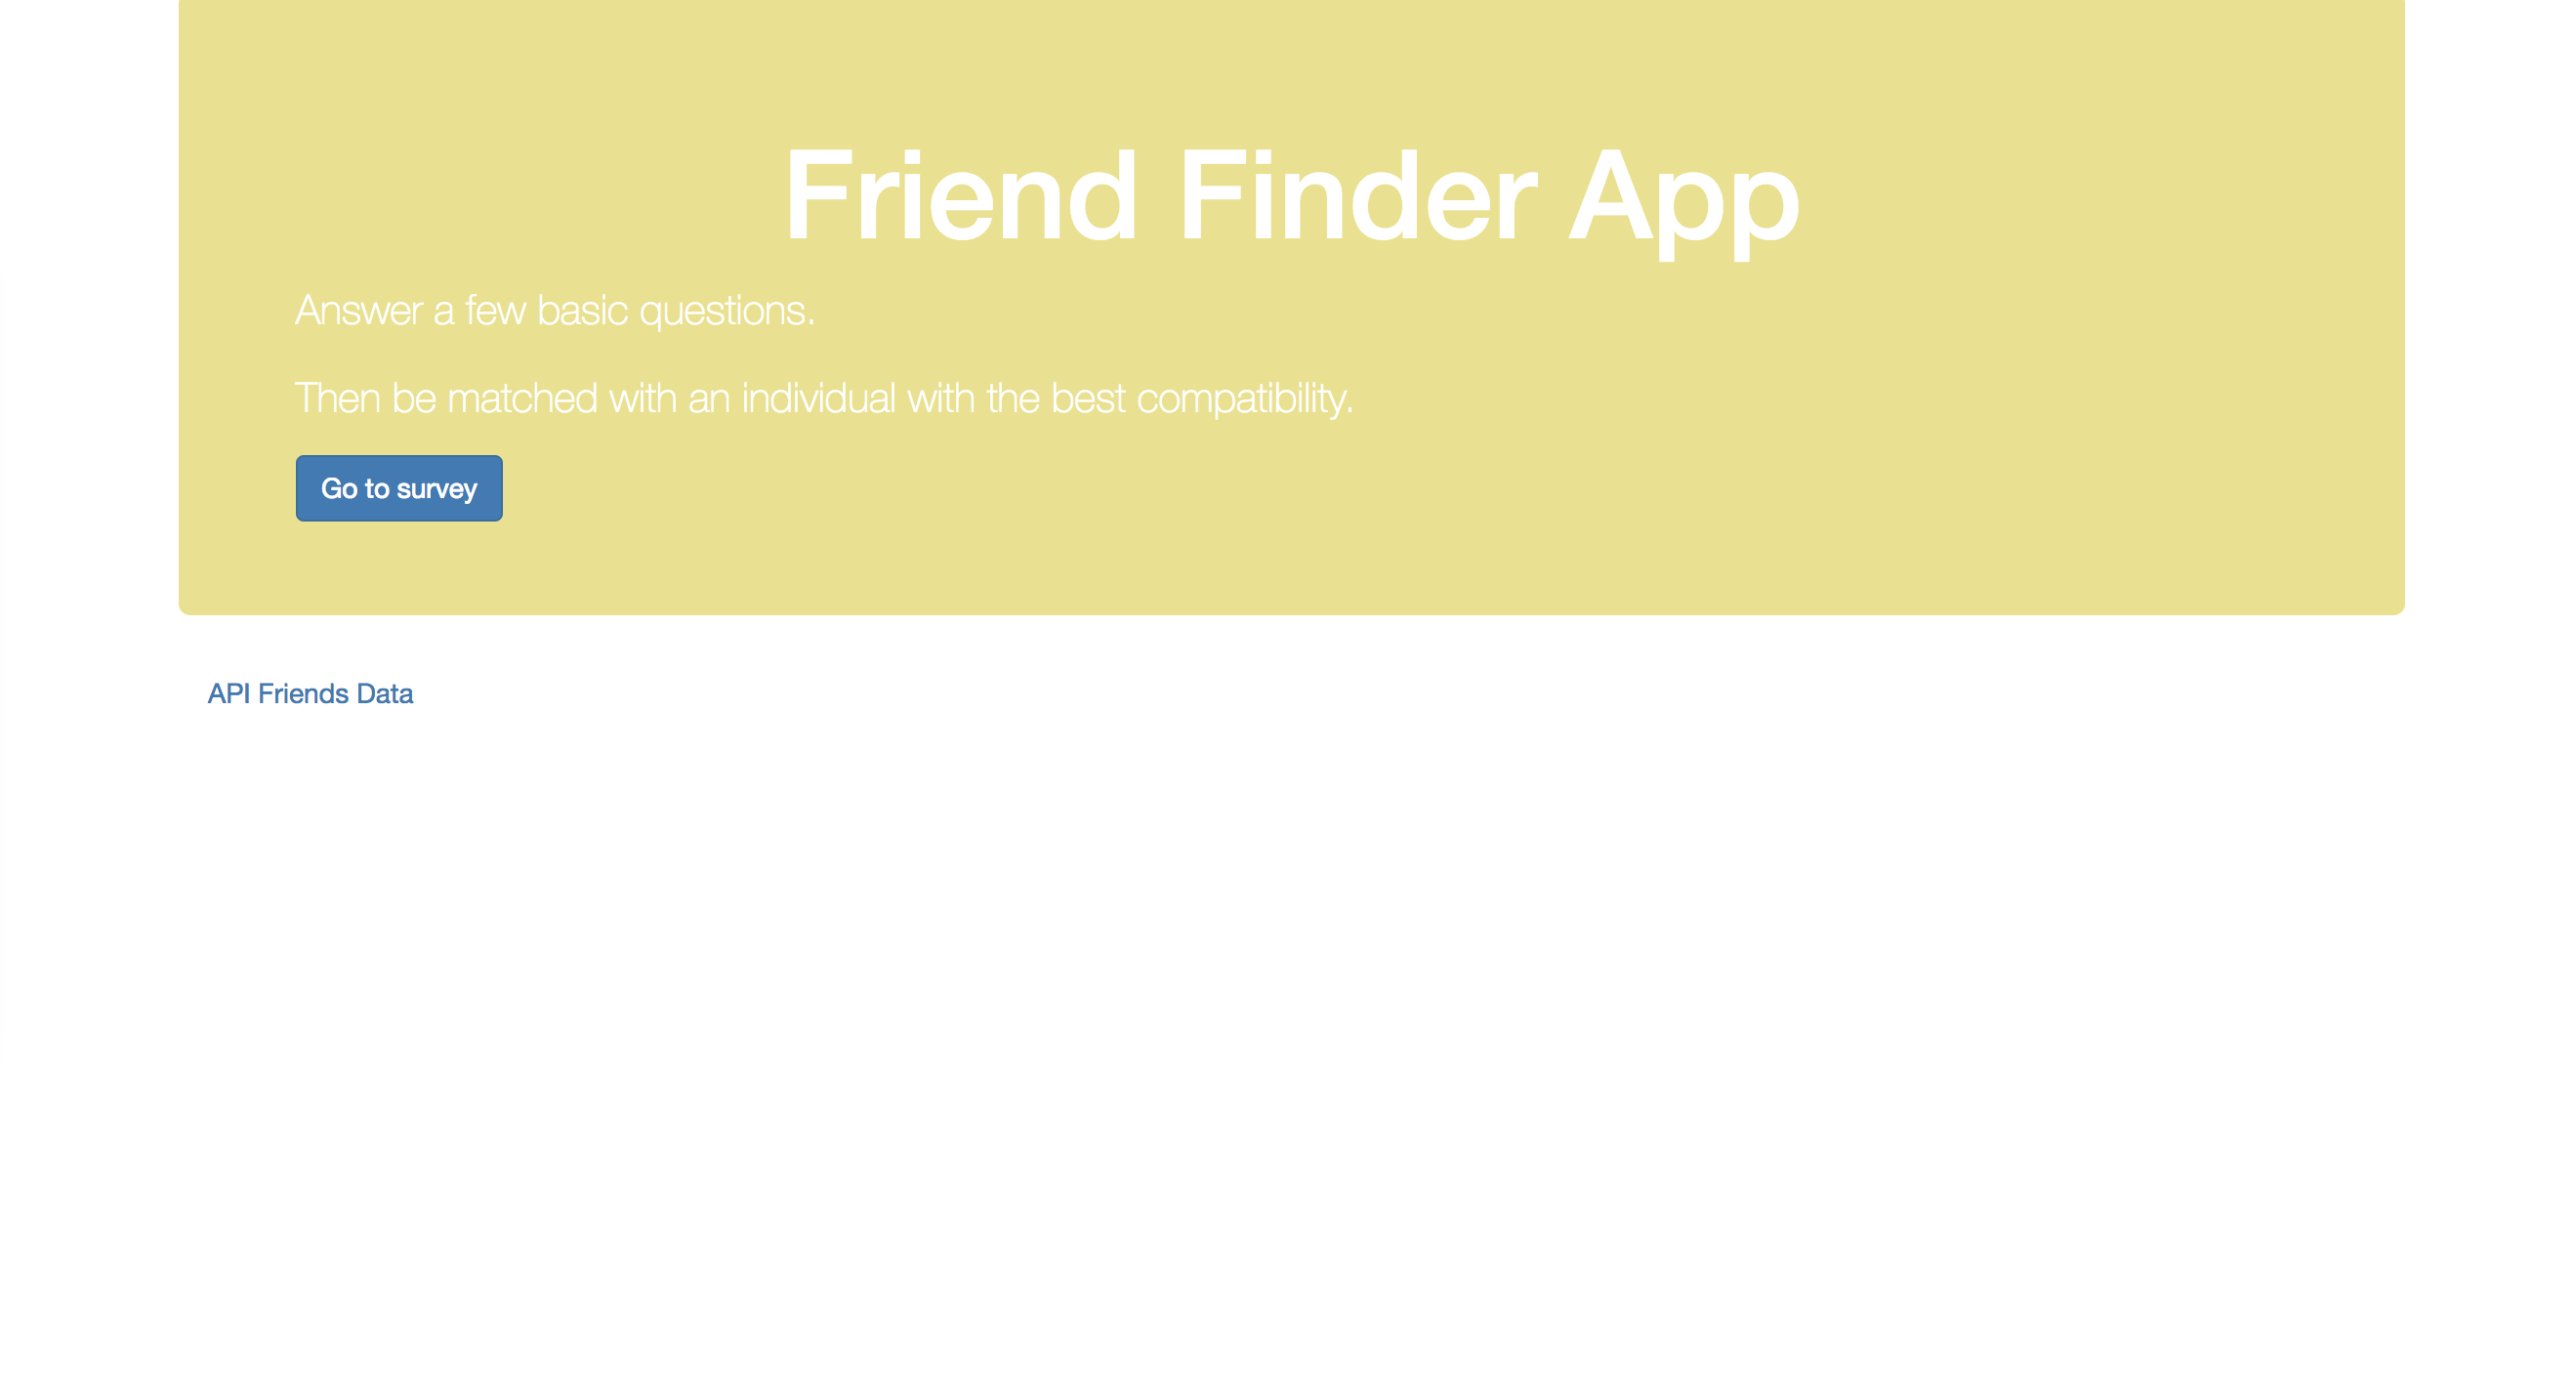 Friend Finder App
Answer a few basic questions.
Then be matched with an individual with the best compatibility.
Go to survey
API Friends Data